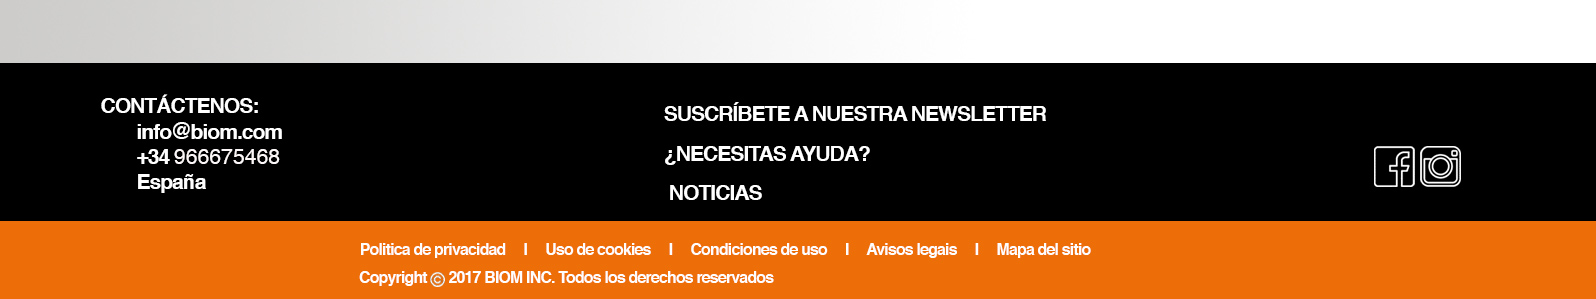 CONTÁCTENOS:
info@biom.com
+34 966675468
España
SUSCRÍBETE A NUESTRA NEWSLETTER
¿NECESITAS AYUDA?
NOTICIAS
Politica de privacidad | Uso de cookies | Condiciones de uso | Avisos legais | Mapa del sitio
Copyright © 2017 BIOM INC. Todos los derechos reservados